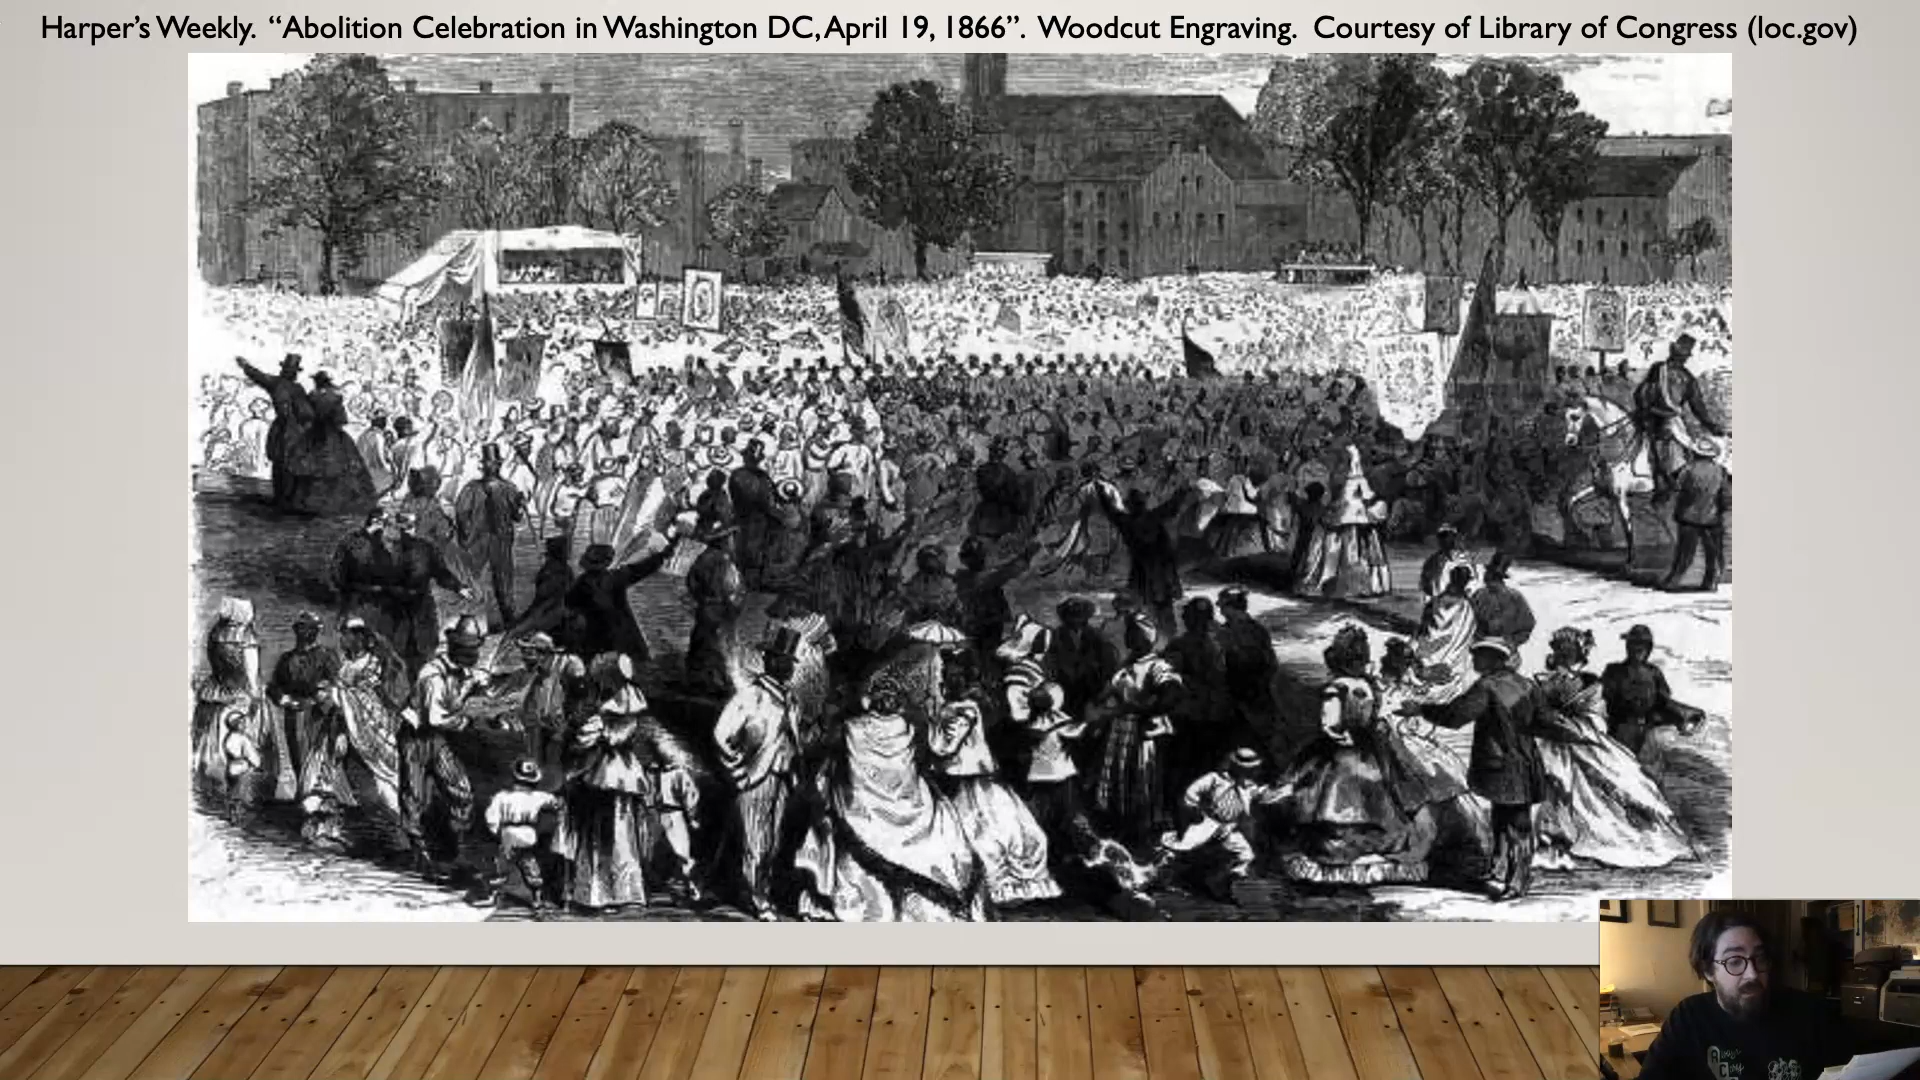 Harper's Weekly. “Abolition Celebration in Washington DC, April 19, 1866”. Woodcut Engraving. Courtesy of Library of Congress (loc.gov)